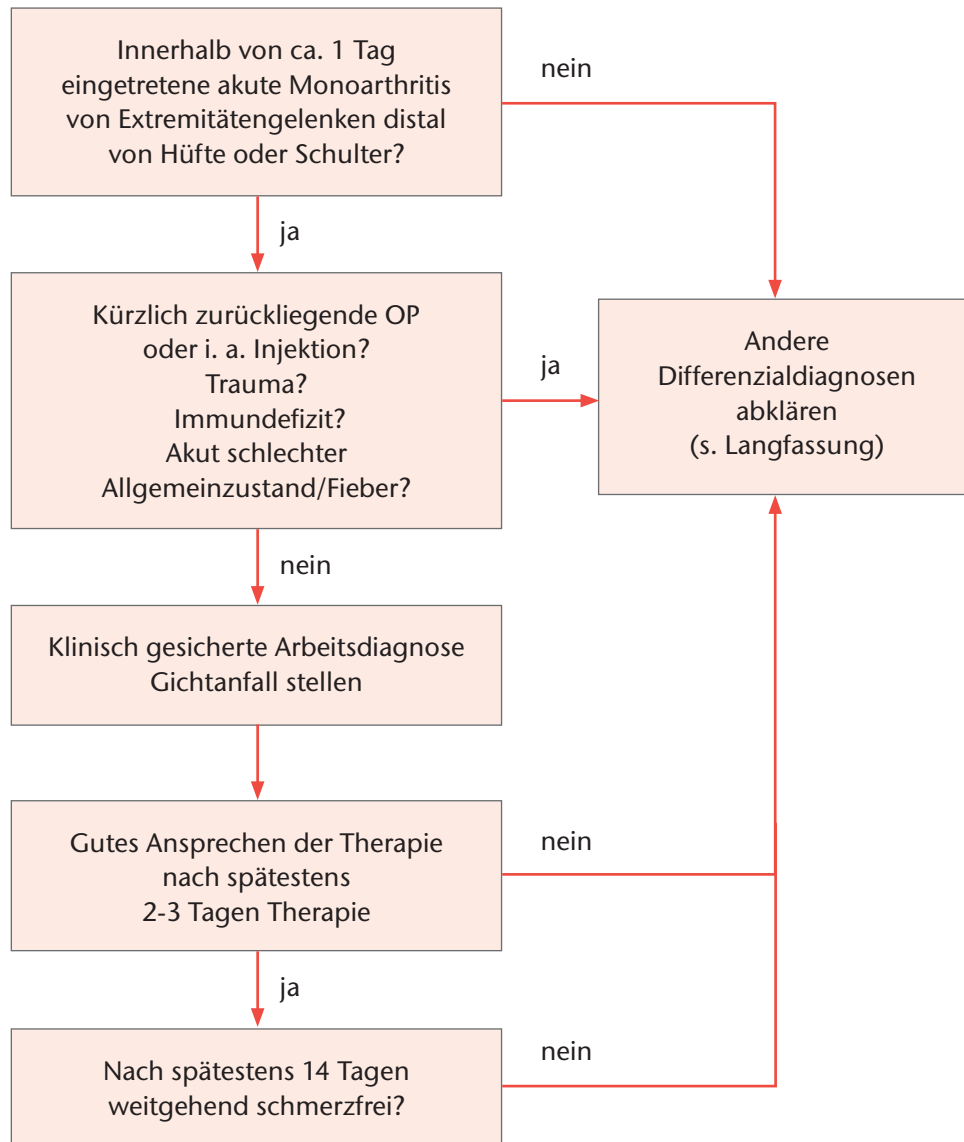 Innerhalb von ca. 1 Tag
eingetretene akute Monoarthritis
von Extremitätengelenken distal
von Hüfte oder Schulter?
nein
ja
Kürzlich zurückliegende OP
oder i. a. Injektion?
Trauma?
Immundefizit?
Akut schlechter
Allgemeinzustand/Fieber?
ja
Andere
Differenzialdiagnosen
abklären
(s. Langfassung)
nein
Klinisch gesicherte Arbeitsdiagnose
Gichtanfall stellen
Gutes Ansprechen der Therapie
nach spätestens
2-3 Tagen Therapie
nein
ja
Nach spätestens 14 Tagen
weitgehend schmerzfrei?
nein